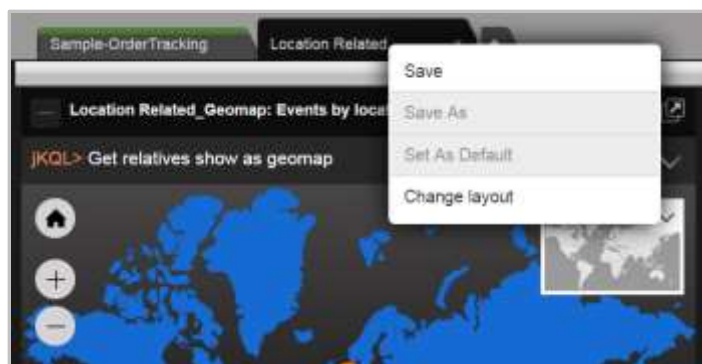 Sample-OrderTracking
Location Related
Save
Save As
Set As Default
Change layout
Location Related_Geomap: Events by loca
jKQL> Get relatives show as geomap